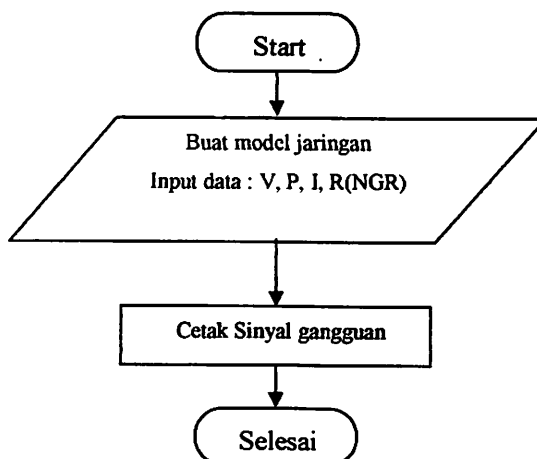 Start
Buat model jaringan
Input data : V, P, I, R(NGR)
Cetak Sinyal gangguan
Selesai